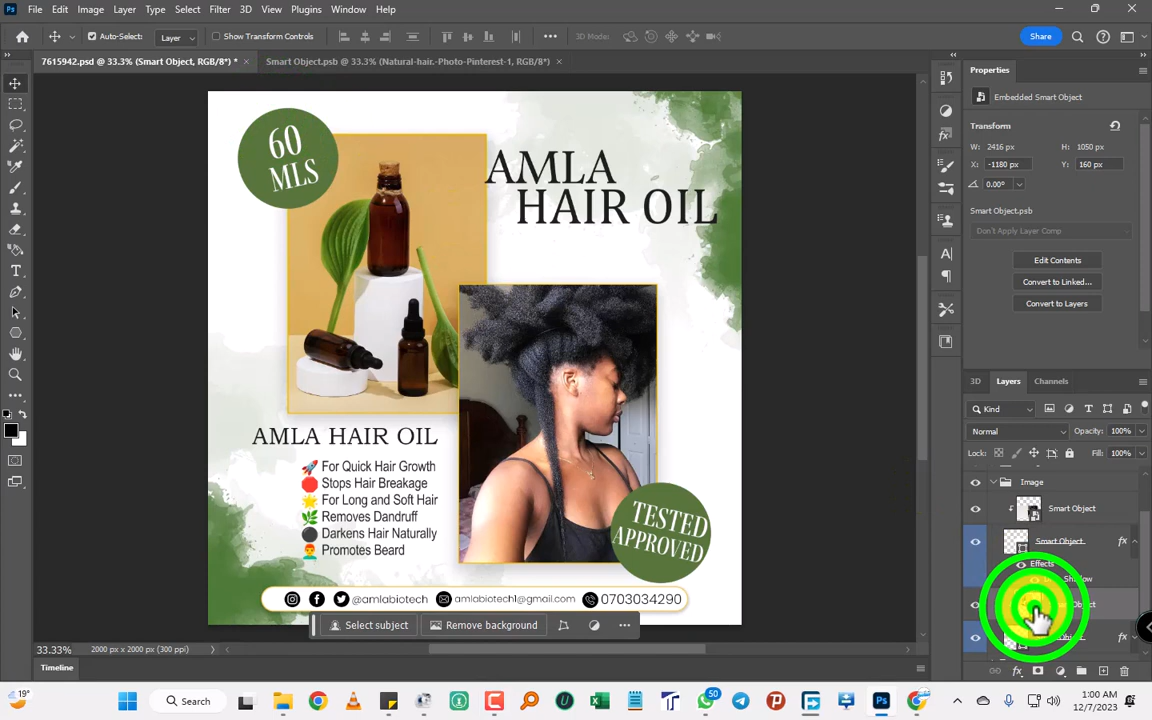 File Edit Image Layer Type Select Filter 3D View Plugins Window Help
Auto-Select: Layer Show Transform Controls 3D Mode: Share
7615942.psd @ 33.3% (Smart Object, RGB/8*) * Smart Object.psb @ 33.3% (Natural-hair.-Photo-Pinterest-1, RGB/8*)
60
MLS
AMLA
HAIR OIL
AMLA HAIR OIL
🚀 For Quick Hair Growth
🛑 Stops Hair Breakage
🌟 For Long and Soft Hair
🌿 Removes Dandruff
⚫ Darkens Hair Naturally
Promotes Beard
TESTED
APPROVED
@amlabiotech amlabiotech1@gmail.com 0703034290
Select subject Remove background
33.33% 2000 px x 2000 px (300 ppi)
Timeline
Properties
Embedded Smart Object
Transform
W: 2416 px H: 1050 px
X: -1180 px Y: 160 px
0.00°
Smart Object.psb
Don't Apply Layer Comp
Edit Contents
Convert to Linked...
Convert to Layers
3D Layers Channels
Kind
Normal Opacity: 100%
Lock: Fill: 100%
Image
Smart Object
Smart Object fx
Effects
fx
19°
Search
50
1:00 AM
12/7/2023